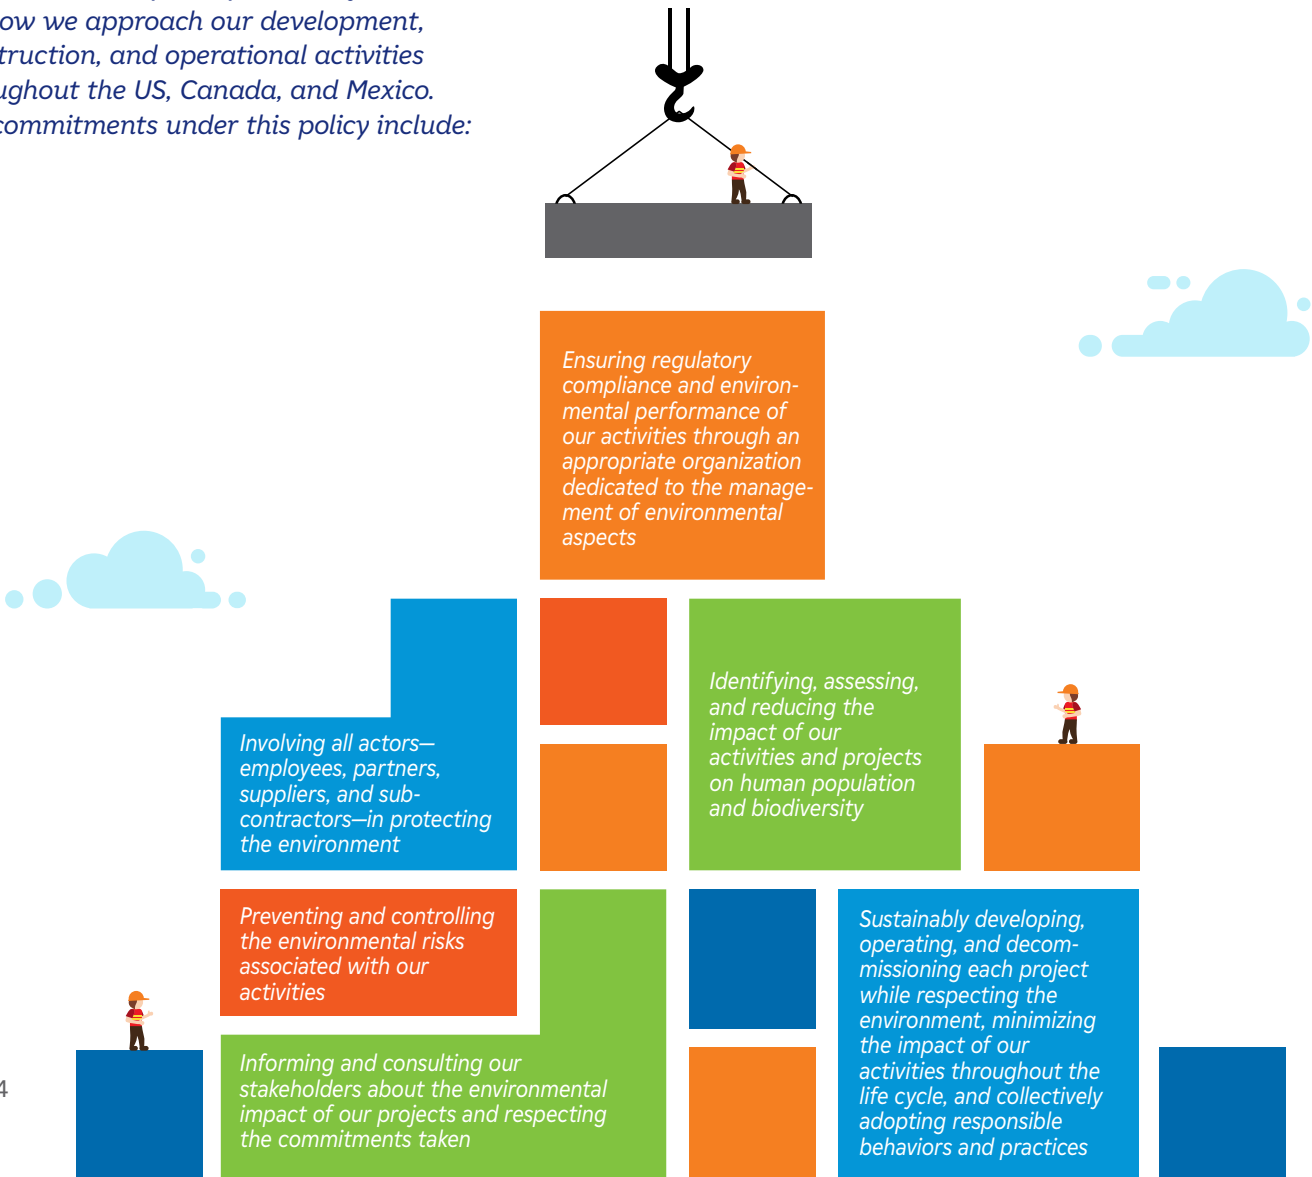 ow we approach our development,
truction, and operational activities
ughout the US, Canada, and Mexico.
commitments under this policy include:
Ensuring regulatory
compliance and environ-
mental performance of
our activities through an
appropriate organization
dedicated to the manage-
ment of environmental
aspects
Identifying, assessing,
and reducing the
impact of our
activities and projects
on human population
and biodiversity
Involving all actors—
employees, partners,
suppliers, and sub-
contractors—in protecting
the environment
Preventing and controlling
the environmental risks
associated with our
activities
Sustainably developing,
operating, and decom-
missioning each project
while respecting the
environment, minimizing
the impact of our
activities throughout the
life cycle, and collectively
adopting responsible
behaviors and practices
Informing and consulting our
stakeholders about the environmental
impact of our projects and respecting
the commitments taken
4